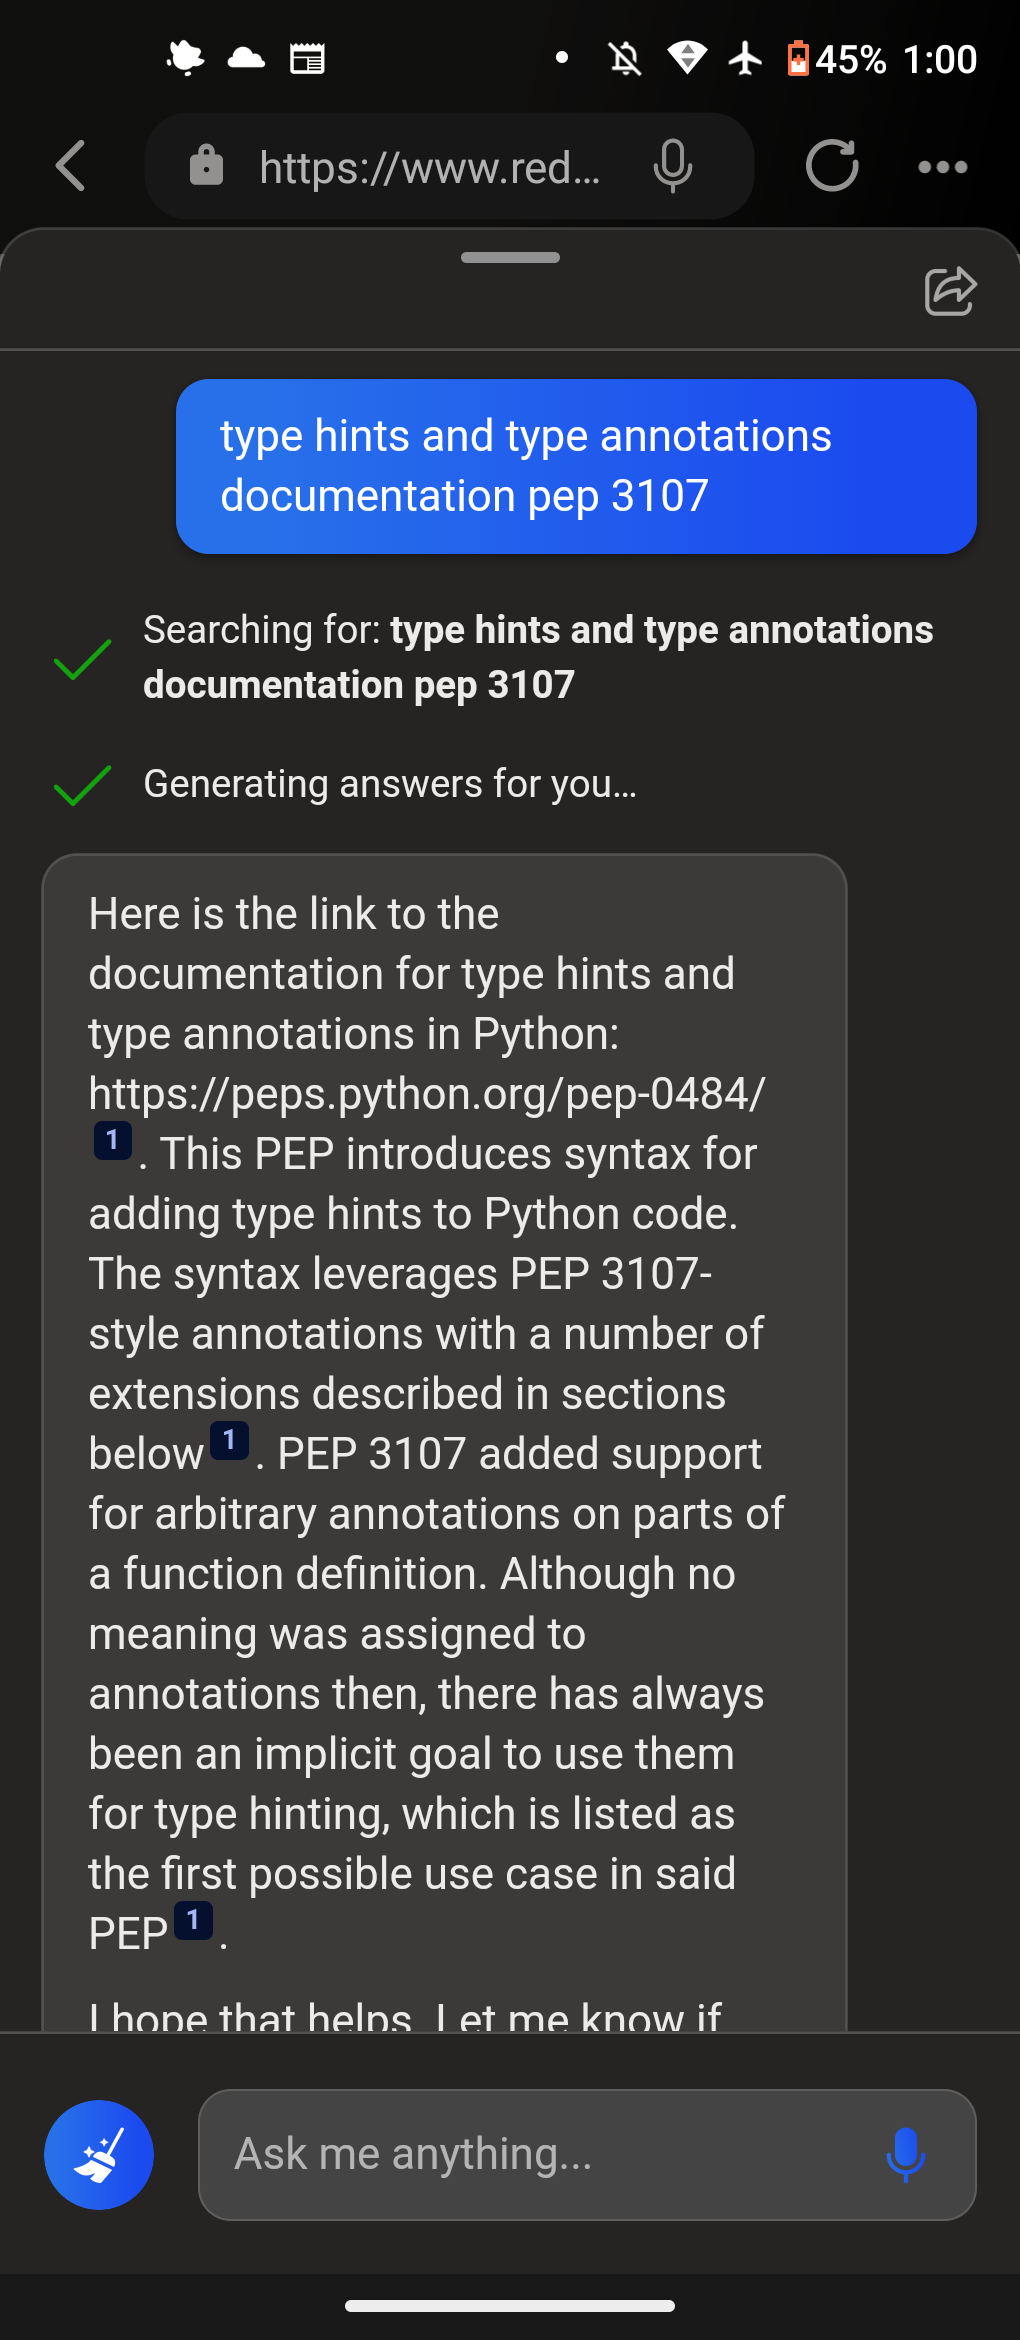 45% 1:00
https://www.red...
type hints and type annotations
documentation pep 3107
Searching for: type hints and type annotations
documentation pep 3107
Generating answers for you...
Here is the link to the
documentation for type hints and
type annotations in Python:
https://peps.python.org/pep-0484/
1 . This PEP introduces syntax for
adding type hints to Python code.
The syntax leverages PEP 3107-
style annotations with a number of
extensions described in sections
below 1 . PEP 3107 added support
for arbitrary annotations on parts of
a function definition. Although no
meaning was assigned to
annotations then, there has always
been an implicit goal to use them
for type hinting, which is listed as
the first possible use case in said
PEP 1 .
I hope that helps. Let me know if
Ask me anything...